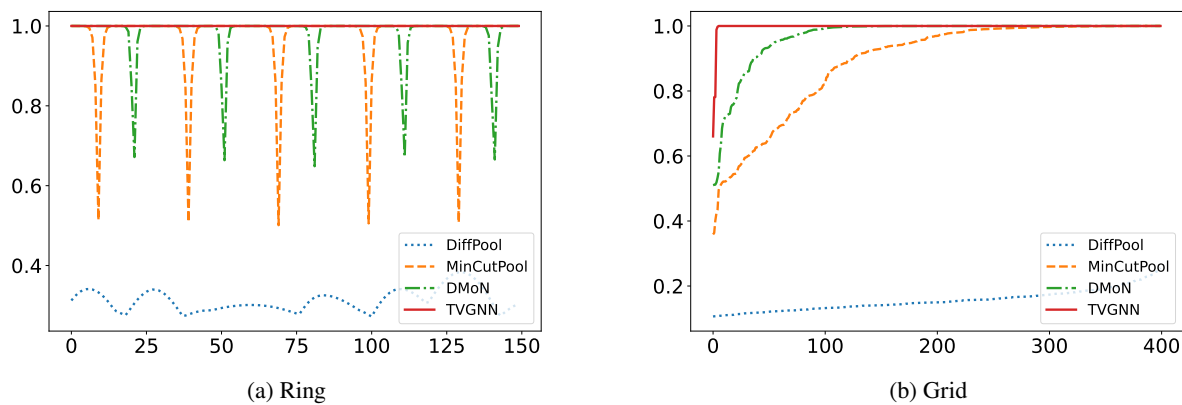 1.0
0.8
0.6
0.4
0 25 50 75 100 125 150
DiffPool
MinCutPool
DMoN
TVGNN
(a) Ring
1.0
0.8
0.6
0.4
0.2
0 100 200 300 400
DiffPool
MinCutPool
DMoN
TVGNN
(b) Grid